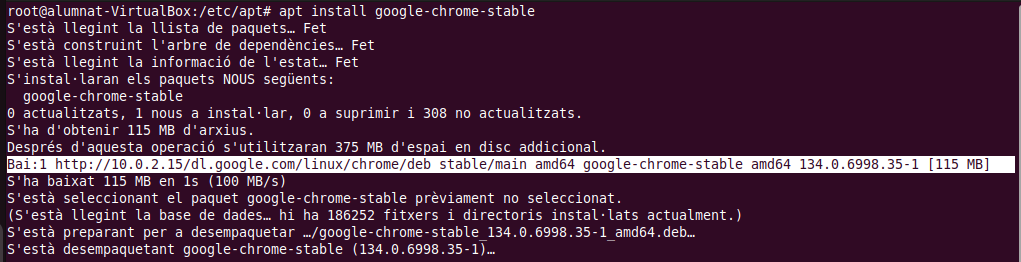 root@alumnat-VirtualBox:/etc/apt# apt install google-chrome-stable
S'està llegint la llista de paquets… Fet
S'està construint l'arbre de dependències… Fet
S'està llegint la informació de l'estat… Fet
S'instal·laran els paquets NOUS següents:
  google-chrome-stable
0 actualitzats, 1 nous a instal·lar, 0 a suprimir i 308 no actualitzats.
S'ha d'obtenir 115 MB d'arxius.
Després d'aquesta operació s'utilitzaran 375 MB d'espai en disc addicional.
Bai:1 http://10.0.2.15/dl.google.com/linux/chrome/deb stable/main amd64 google-chrome-stable amd64 134.0.6998.35-1 [115 MB]
S'ha baixat 115 MB en 1s (100 MB/s)
S'està seleccionant el paquet google-chrome-stable prèviament no seleccionat.
(S'està llegint la base de dades… hi ha 186252 fitxers i directoris instal·lats actualment.)
S'està preparant per a desempaquetar …/google-chrome-stable_134.0.6998.35-1_amd64.deb…
S'està desempaquetant google-chrome-stable (134.0.6998.35-1)…